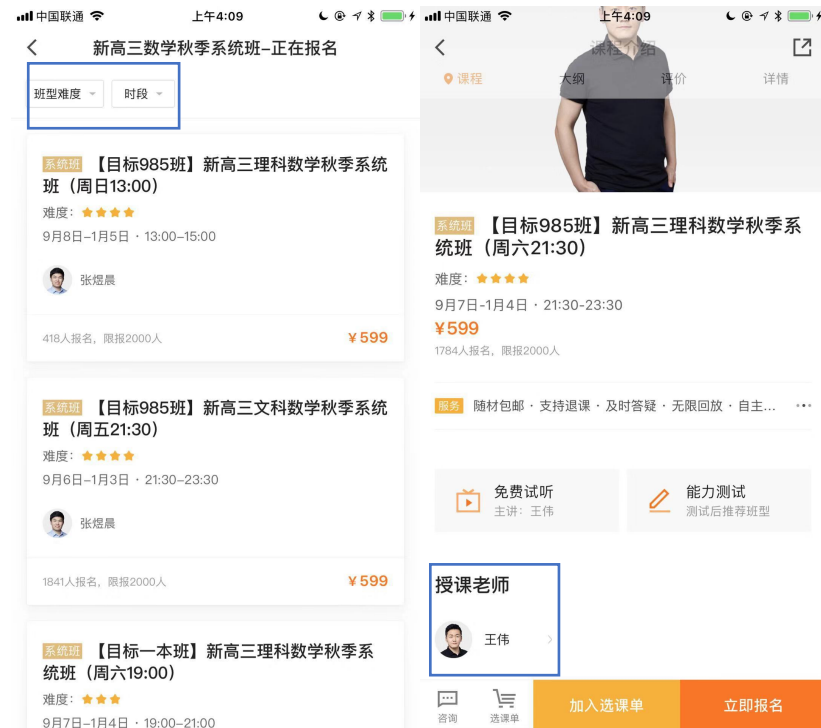 中国联通
上午4:09
新高三数学秋季系统班–正在报名
班型难度
时段
系统班 【目标985班】新高三理科数学秋季系统
班（周日13:00）
难度：
9月8日–1月5日 · 13:00–15:00
张煜晨
418人报名，限报2000人
¥599
系统班 【目标985班】新高三文科数学秋季系统
班（周五21:30）
难度：
9月6日–1月3日 · 21:30–23:30
张煜晨
1841人报名，限报2000人
¥599
系统班 【目标一本班】新高三理科数学秋季系
统班（周六19:00）
难度：
9月7日–1月4日 · 19:00–21:00
中国联通
上午4:09
课程介绍
课程
大纲
评价
详情
系统班 【目标985班】新高三理科数学秋季系
统班（周六21:30）
难度：
9月7日-1月4日 · 21:30-23:30
¥599
1784人报名，限报2000人
服务 随材包邮 · 支持退课 · 及时答疑 · 无限回放 · 自主...
免费试听
主讲：王伟
能力测试
测试后推荐班型
授课老师
王伟
咨询
选课单
加入选课单
立即报名